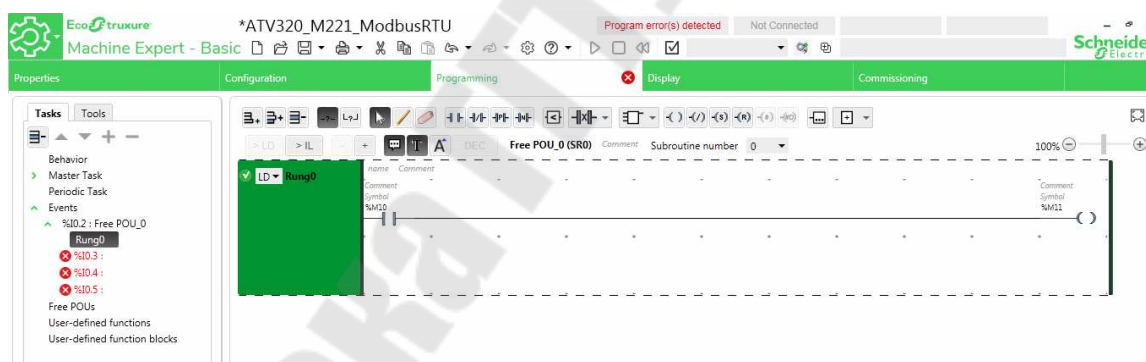 EcoStruxure
Machine Expert - Basic
*ATV320_M221_ModbusRTU
Program error(s) detected
Not Connected
Schneide
Electr
Properties
Configuration
Programming
Display
Commissioning
Tasks
Tools
Behavior
Master Task
Periodic Task
Events
%I0.2 : Free POU_0
Rung0
%I0.3 :
%I0.4 :
%I0.5 :
Free POUs
User-defined functions
User-defined function blocks
> LD
> IL
-
+
T
A
DEC
Free POU_0 (SR0)
Comment
Subroutine number
0
100%
LD
Rung0
name
Comment
Comment
Symbol
%M10
Comment
Symbol
%M11